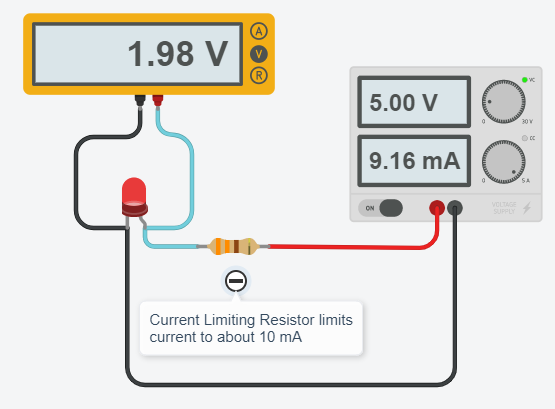 1.98 V
A
V
R
5.00 V
VC
0
30 V
9.16 mA
CC
0
5 A
ON
VOLTAGE
SUPPLY
Current Limiting Resistor limits
current to about 10 mA